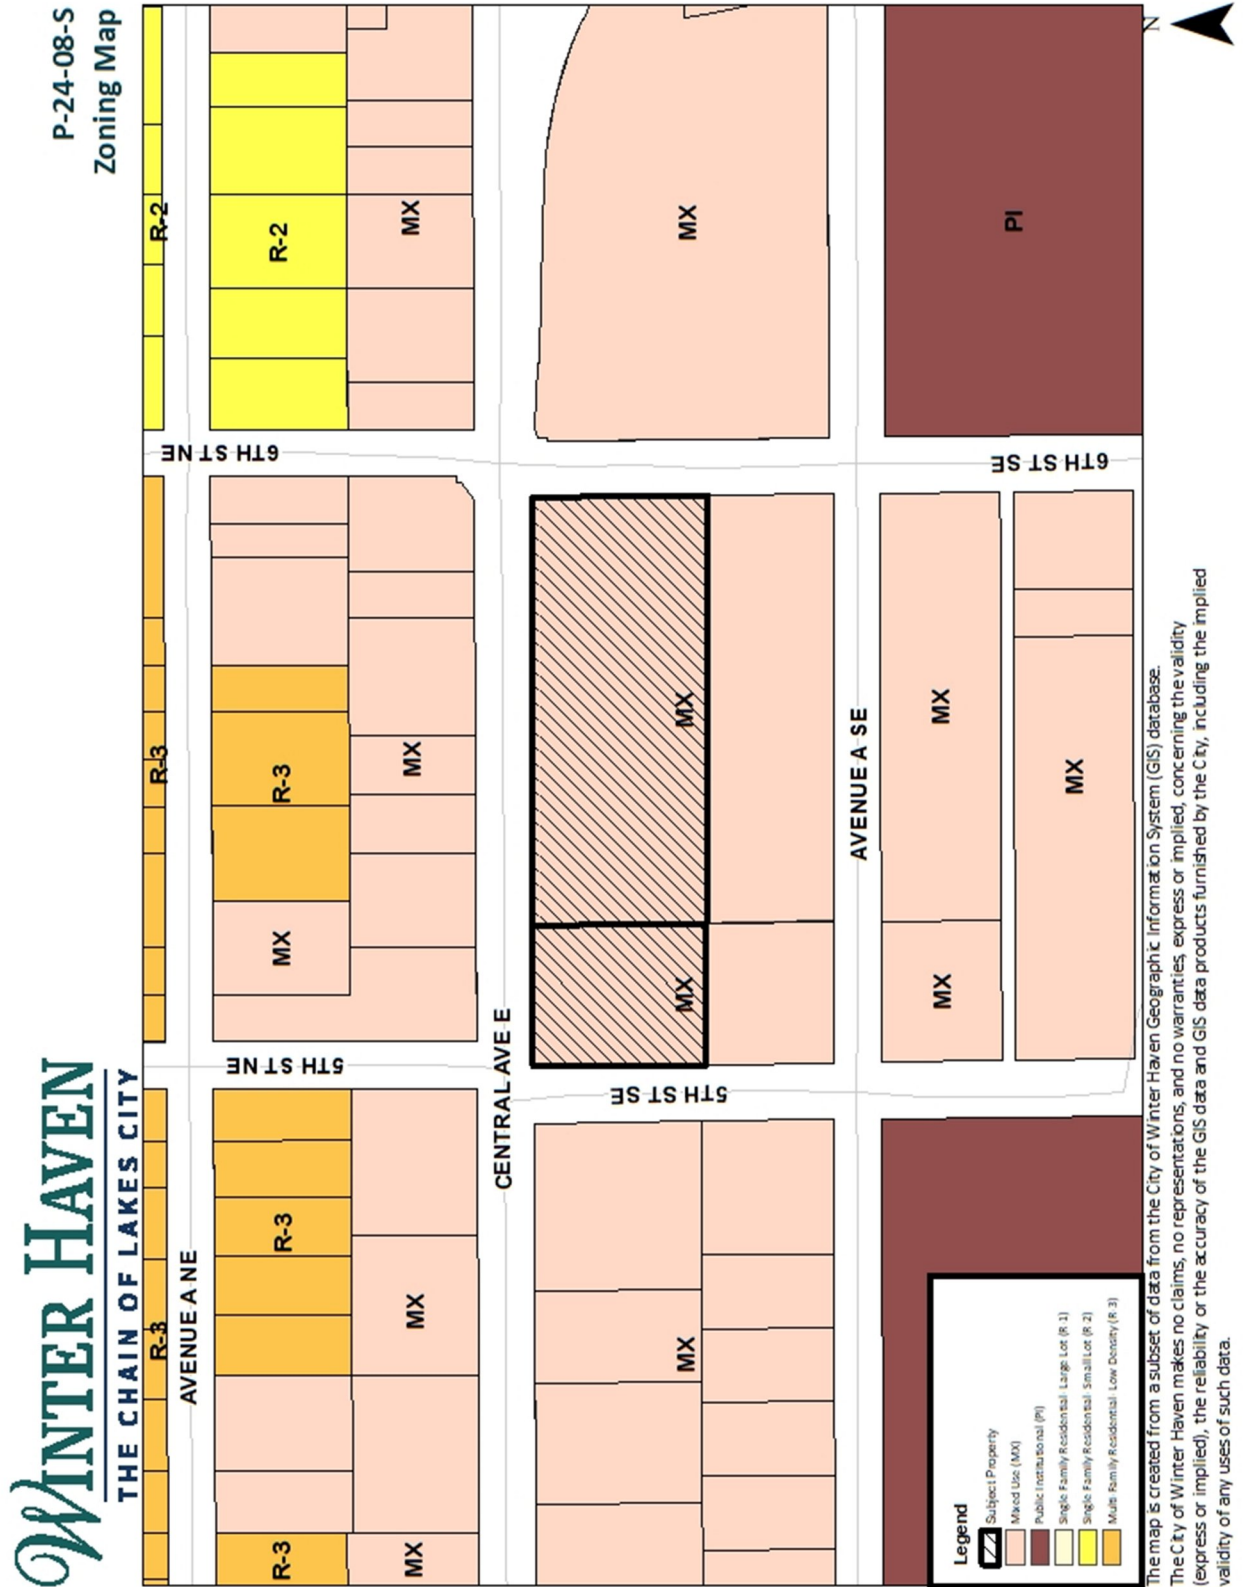 WINTER HAVEN
THE CHAIN OF LAKES CITY
P-24-08-S
Zoning Map
R-3
R-3
R-2
AVENUE A NE
R-3
R-3
MX
R-3
R-2
5TH ST NE
6TH ST NE
MX
MX
MX
MX
CENTRAL AVE E
MX
MX
MX
MX
5TH ST SE
AVENUE A SE
MX
MX
MX
PI
6TH ST SE
Legend
Subject Property
Mixed Use (MX)
Public Institutional (PI)
Single Family Residential- Large Lot (R-1)
Single Family Residential- Small Lot (R-2)
Multi-Family Residential- Low Density (R-3)
N
The map is created from a subset of data from the City of Winter Haven Geographic Information System (GIS) database.
The City of Winter Haven makes no claims, no representations, and no warranties, express or implied, concerning the validity
(express or implied), the reliability or the accuracy of the GIS data and GIS data products furnished by the City, including the implied
validity of any uses of such data.